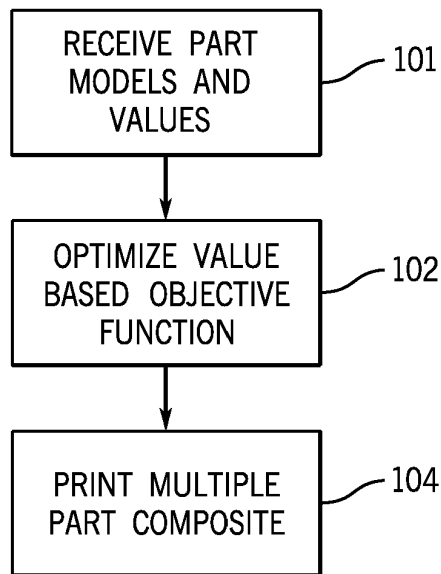 RECEIVE PART
MODELS AND
VALUES
101
OPTIMIZE VALUE
BASED OBJECTIVE
FUNCTION
102
PRINT MULTIPLE
PART COMPOSITE
104